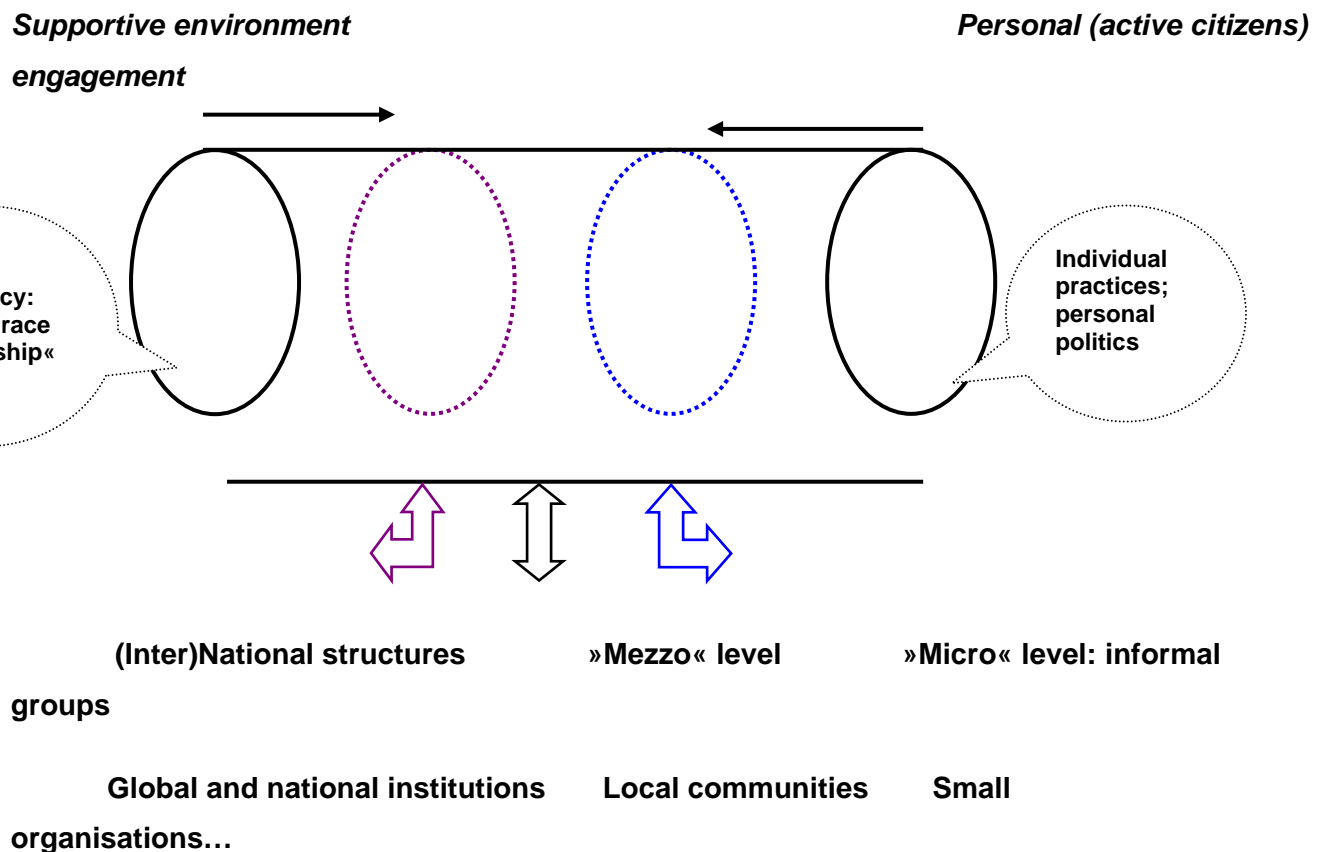 Supportive environment Personal (active citizens)
engagement
cy:
race
ship«
Individual
practices;
personal
politics
(Inter)National structures »Mezzo« level »Micro« level: informal
groups
Global and national institutions Local communities Small
organisations…